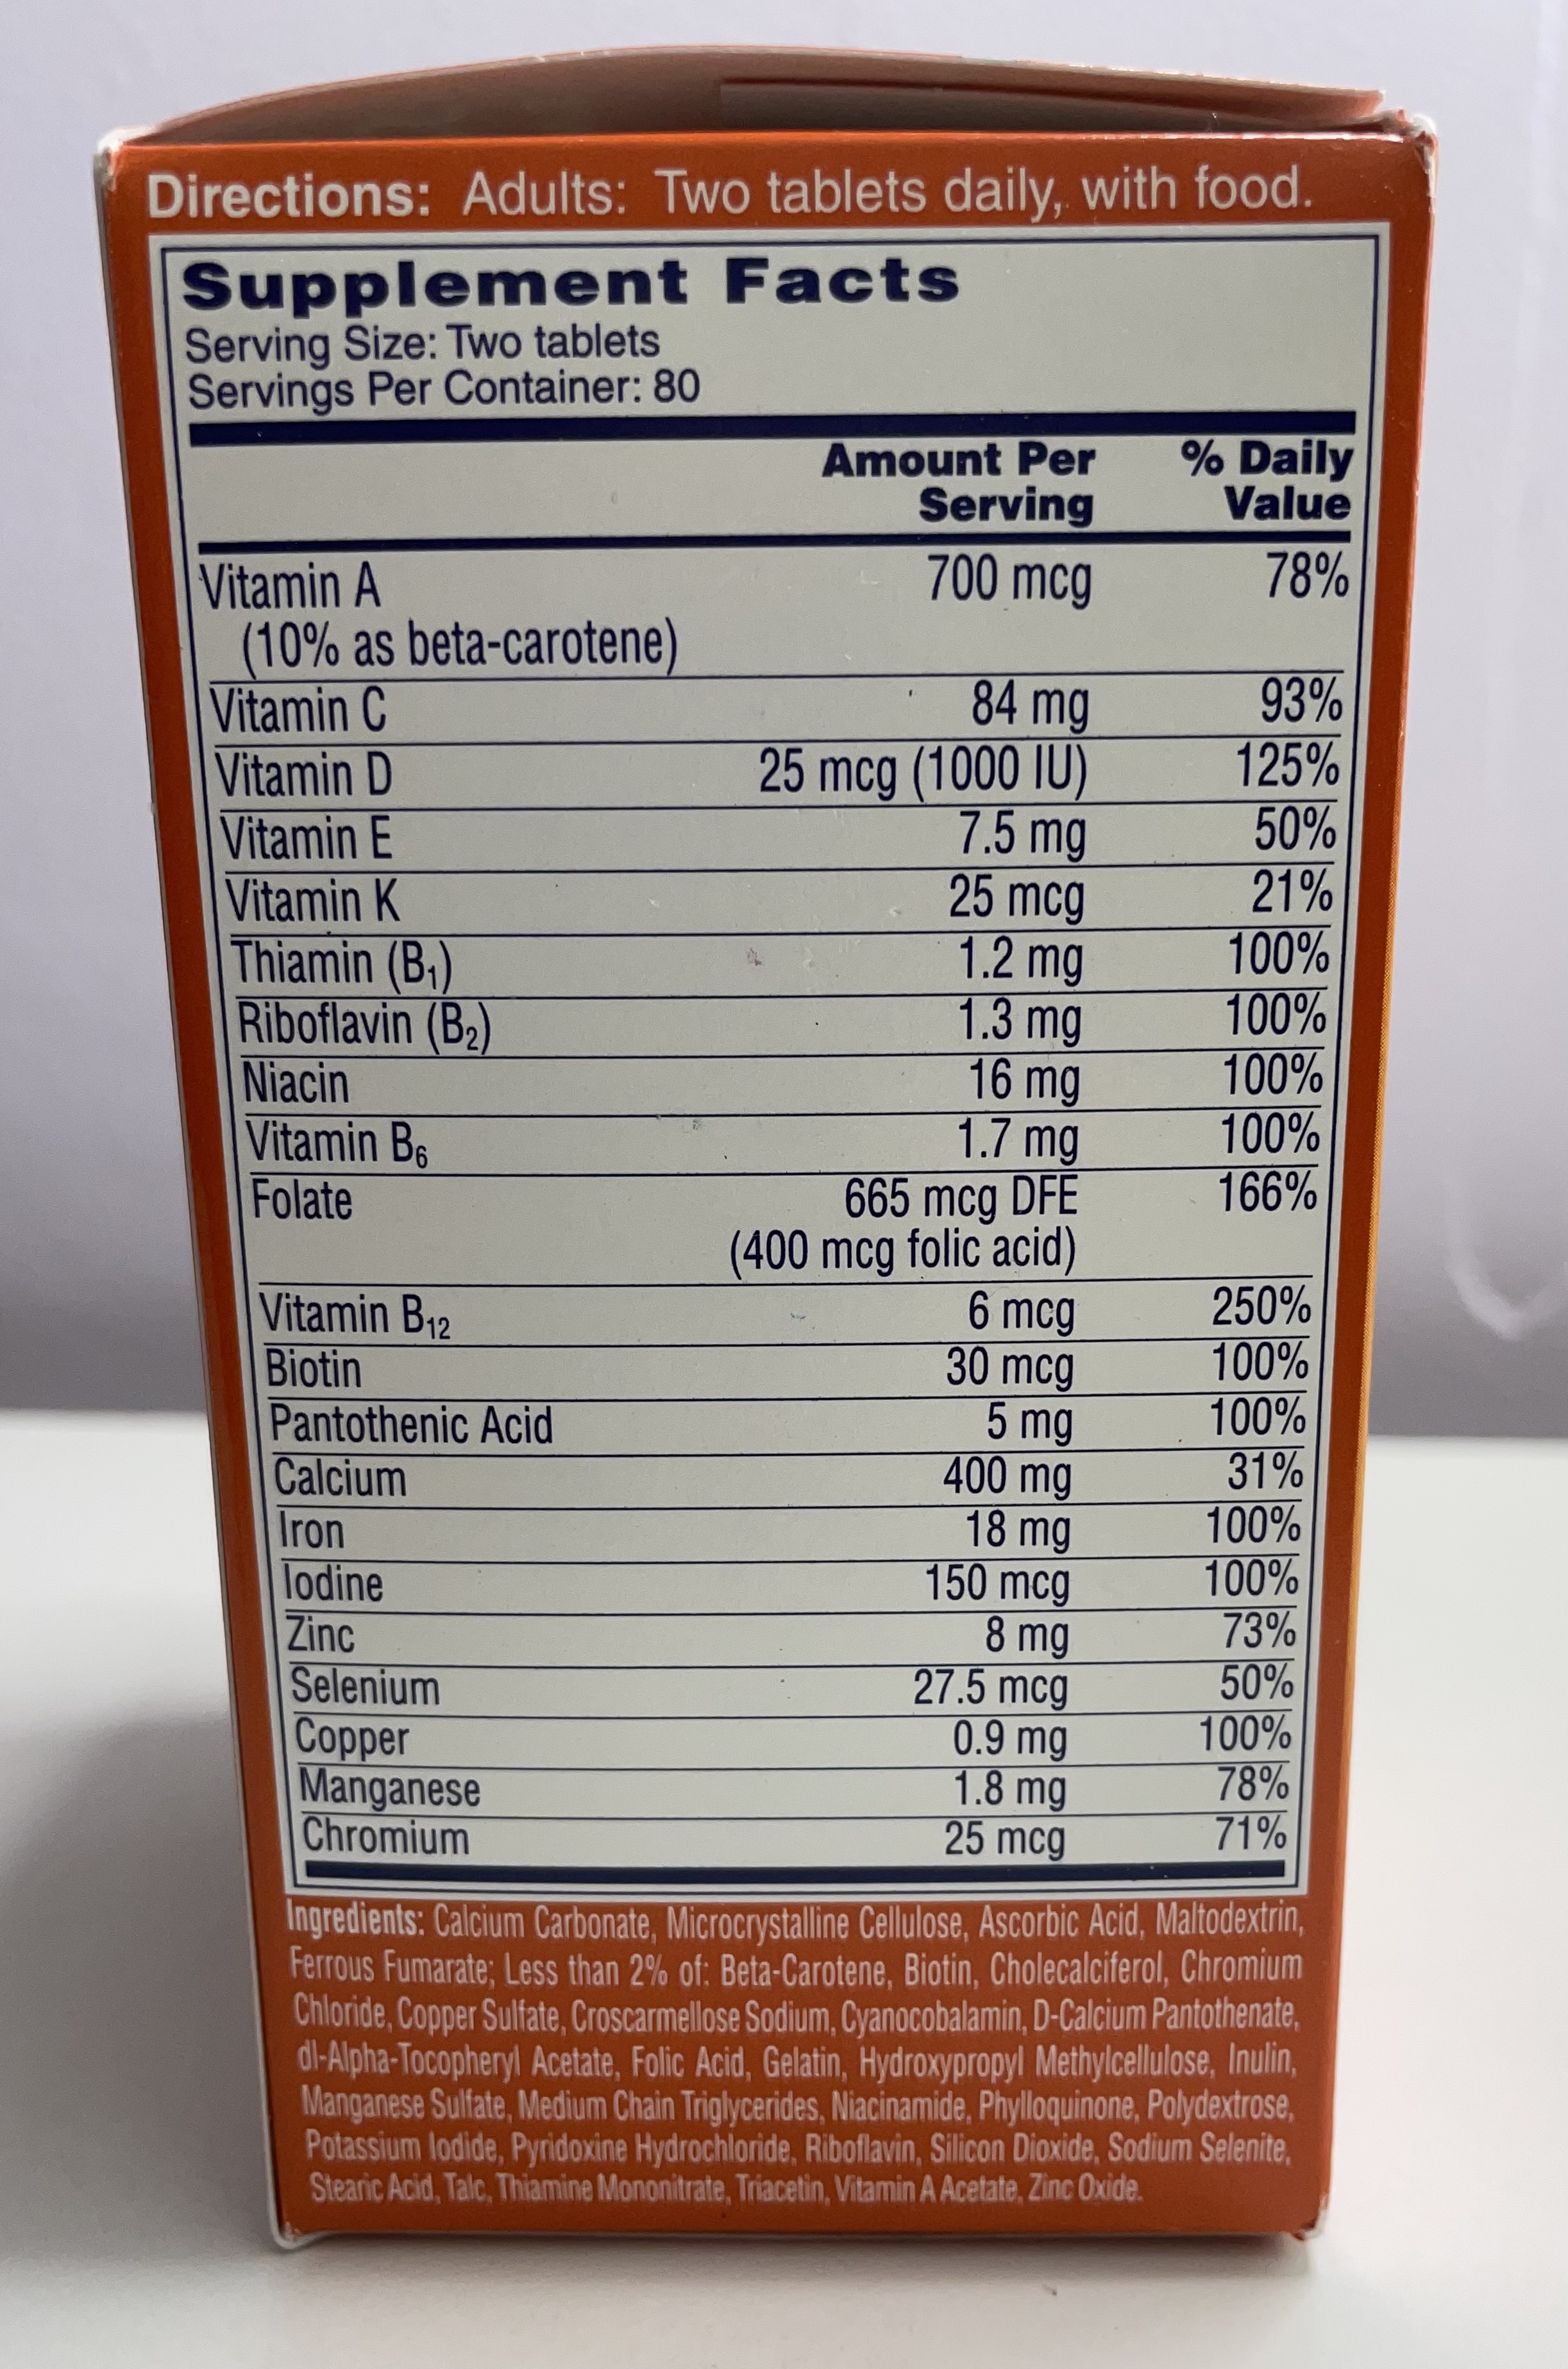 Directions: Adults: Two tablets daily, with food.
Supplement Facts
Serving Size: Two tablets
Servings Per Container: 80
Amount Per % Daily
Serving Value
Vitamin A 700 mcg 78%
(10% as beta-carotene)
Vitamin C 84 mg 93%
Vitamin D 25 mcg (1000 IU) 125%
Vitamin E 7.5 mg 50%
Vitamin K 25 mcg 21%
Thiamin (B₁) 1.2 mg 100%
Riboflavin (B₂) 1.3 mg 100%
Niacin 16 mg 100%
Vitamin B₆ 1.7 mg 100%
Folate 665 mcg DFE 166%
(400 mcg folic acid)
Vitamin B₁₂ 6 mcg 250%
Biotin 30 mcg 100%
Pantothenic Acid 5 mg 100%
Calcium 400 mg 31%
Iron 18 mg 100%
Iodine 150 mcg 100%
Zinc 8 mg 73%
Selenium 27.5 mcg 50%
Copper 0.9 mg 100%
Manganese 1.8 mg 78%
Chromium 25 mcg 71%
Ingredients: Calcium Carbonate, Microcrystalline Cellulose, Ascorbic Acid, Maltodextrin,
Ferrous Fumarate; Less than 2% of: Beta-Carotene, Biotin, Cholecalciferol, Chromium
Chloride, Copper Sulfate, Croscarmellose Sodium, Cyanocobalamin, D-Calcium Pantothenate,
dl-Alpha-Tocopheryl Acetate, Folic Acid, Gelatin, Hydroxypropyl Methylcellulose, Inulin,
Manganese Sulfate, Medium Chain Triglycerides, Niacinamide, Phylloquinone, Polydextrose,
Potassium Iodide, Pyridoxine Hydrochloride, Riboflavin, Silicon Dioxide, Sodium Selenite,
Stearic Acid, Talc, Thiamine Mononitrate, Triacetin, Vitamin A Acetate, Zinc Oxide.